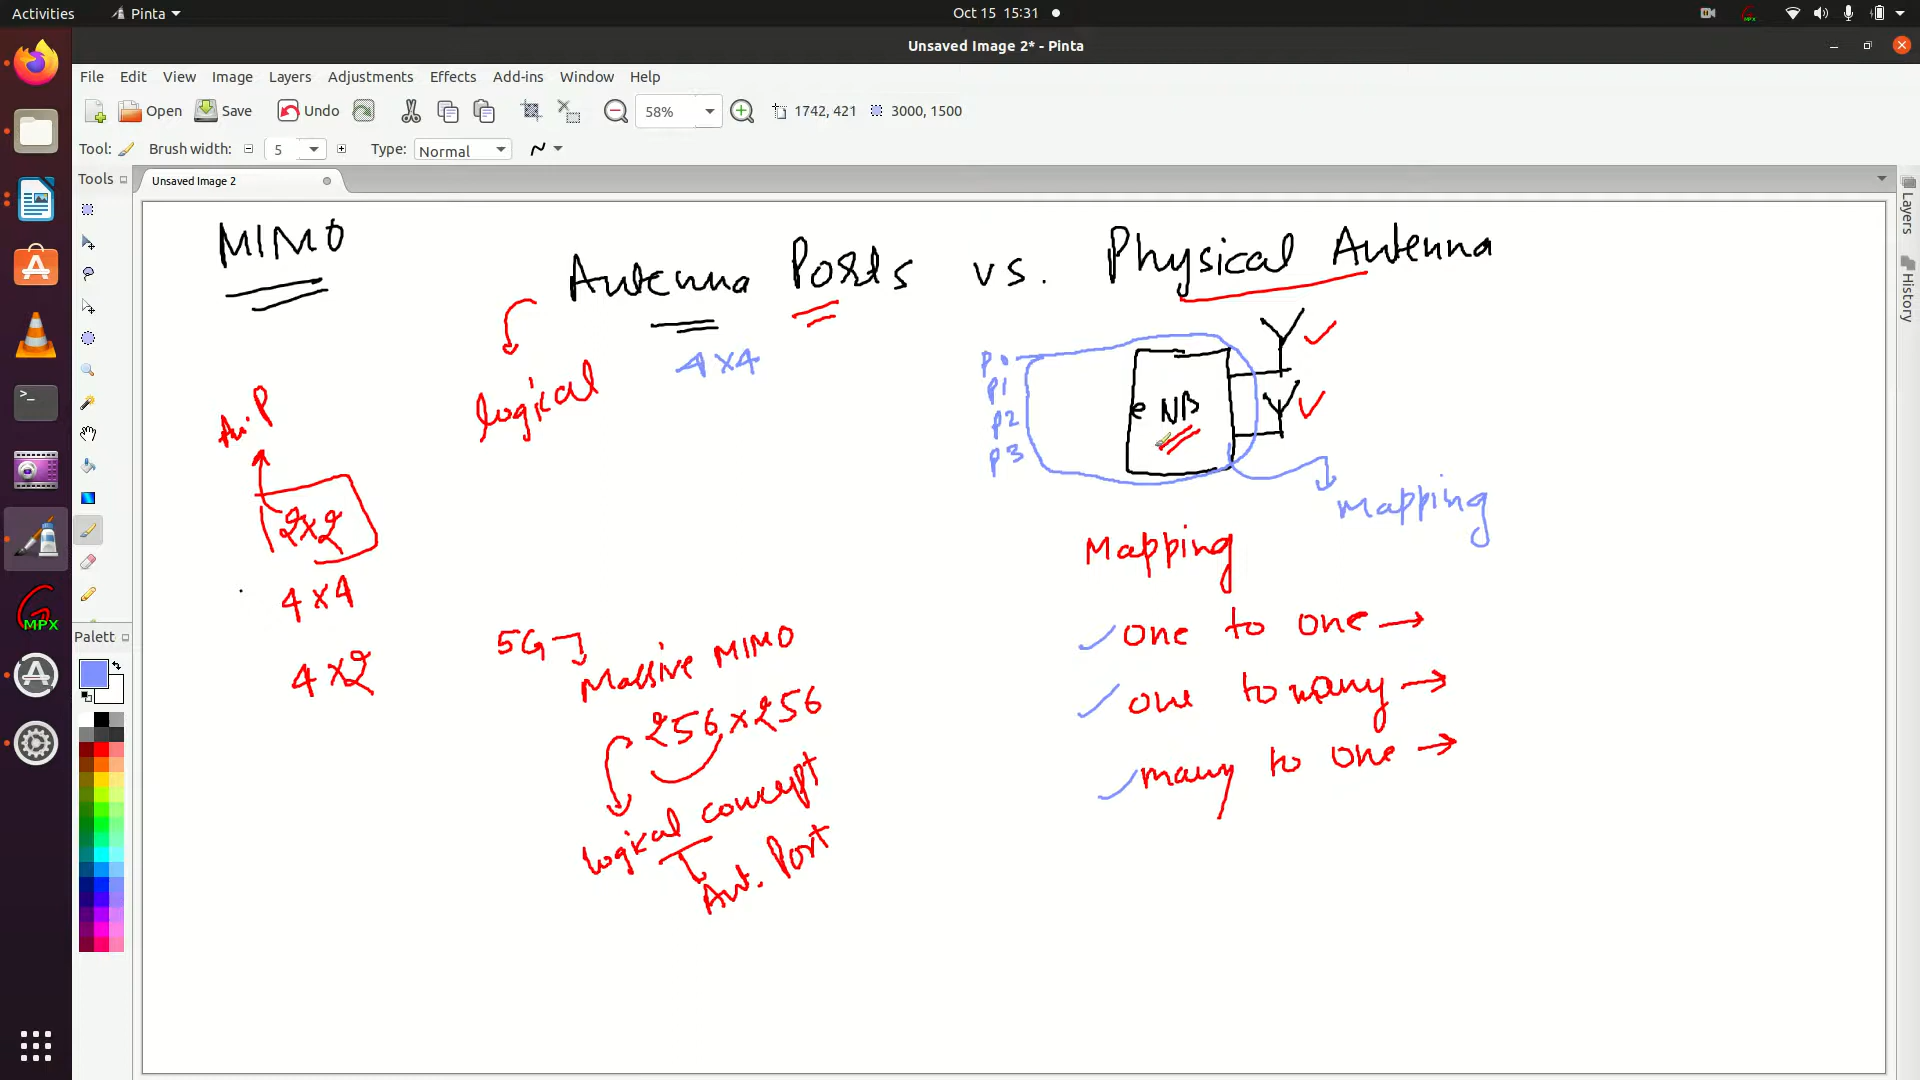 Activities
Pinta
Oct 15 15:31
Unsaved Image 2* - Pinta
File Edit View Image Layers Adjustments Effects Add-ins Window Help
Open Save Undo 58% 1742, 421 3000, 1500
Tool: Brush width: 5 Type: Normal
Tools
Unsaved Image 2
Layers
History
Palett
MPX
MIMO
Antenna Ports vs. Physical Antenna
logical
4x4
P0
P1
P2
P3
eNB
Mapping
An.P
2x2
4x4
4x2
5G
Massive MIMO
256x256
logical concept
Ant. Port
Mapping
one to one →
one to many →
many to one →